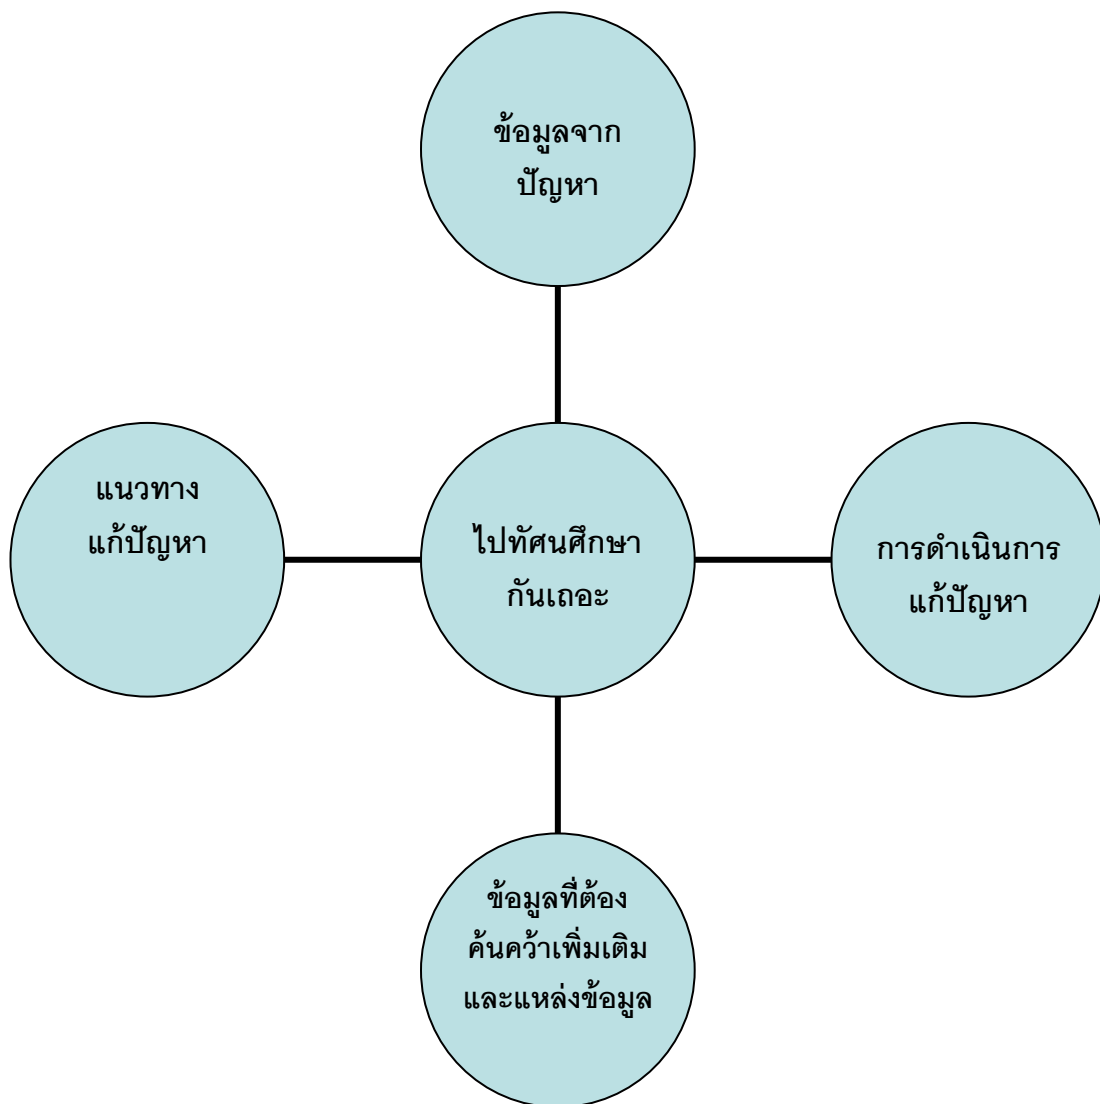 ข้อมูลจาก
ปัญหา
แนวทาง
แก้ปัญหา
ไปทัศนศึกษา
กันเถอะ
การดำเนินการ
แก้ปัญหา
ข้อมูลที่ต้อง
ค้นคว้าเพิ่มเติม
และแหล่งข้อมูล